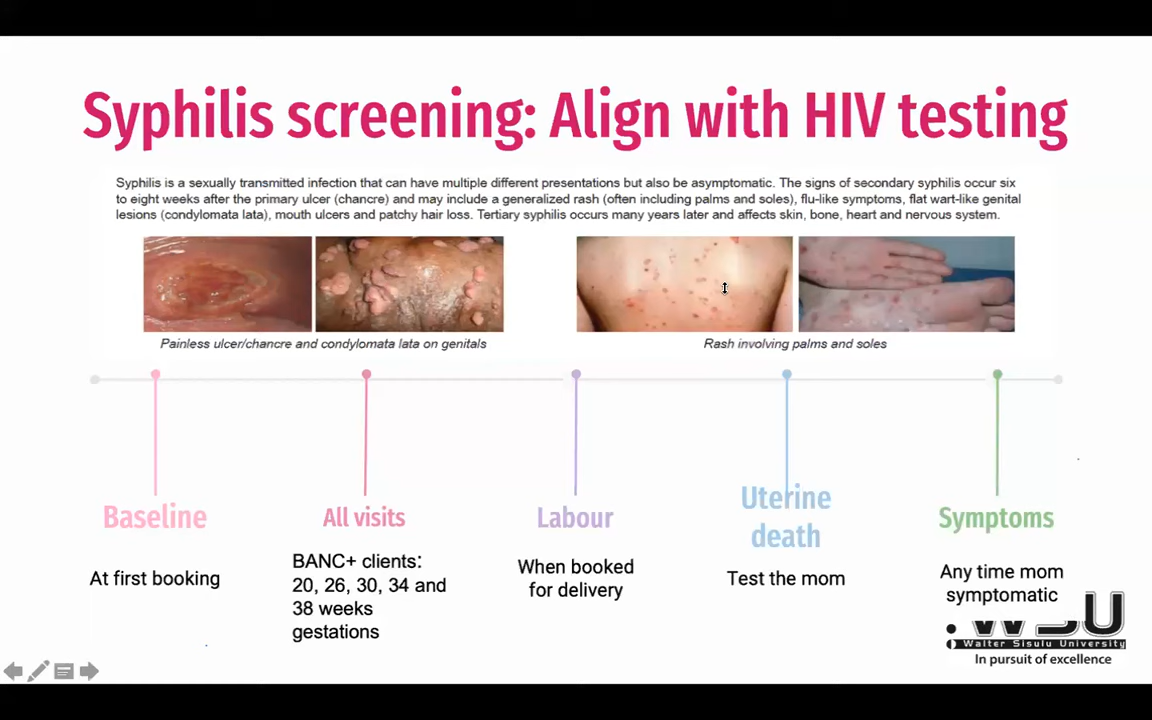 Syphilis screening: Align with HIV testing
Syphilis is a sexually transmitted infection that can have multiple different presentations but also be asymptomatic. The signs of secondary syphilis occur six
to eight weeks after the primary ulcer (chancre) and may include a generalized rash (often including palms and soles), flu-like symptoms, flat wart-like genital
lesions (condylomata lata), mouth ulcers and patchy hair loss. Tertiary syphilis occurs many years later and affects skin, bone, heart and nervous system.
Painless ulcer/chancre and condylomata lata on genitals
Rash involving palms and soles
Baseline
At first booking
All visits
BANC+ clients:
20, 26, 30, 34 and
38 weeks
gestations
Labour
When booked
for delivery
Uterine
death
Test the mom
Symptoms
Any time mom
symptomatic
WSU
Walter Sisulu University
In pursuit of excellence